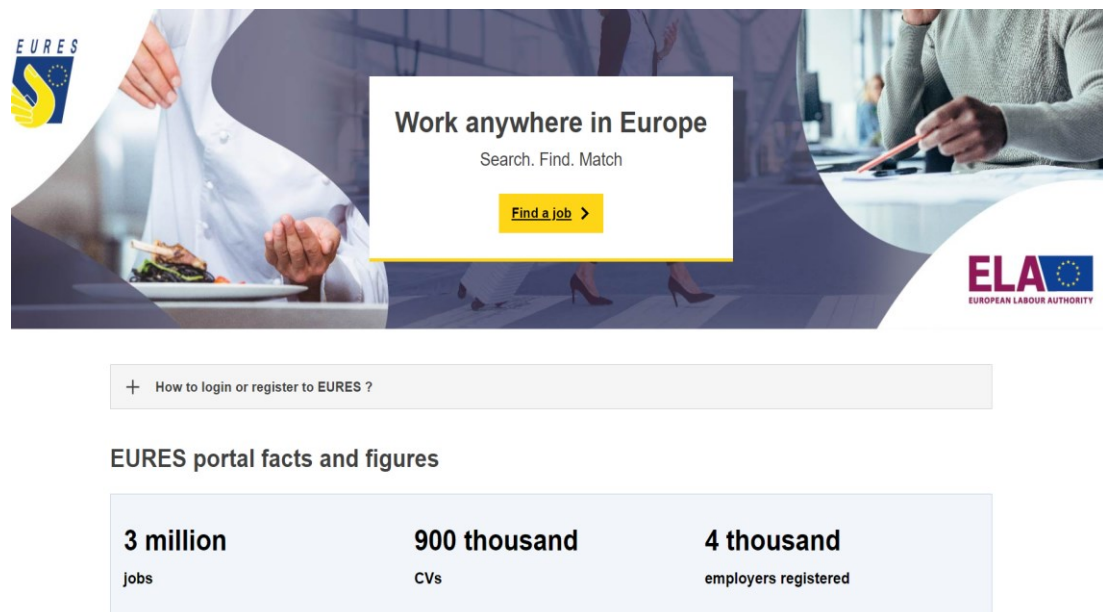 EURES
Work anywhere in Europe
Search. Find. Match
Find a job
ELA
EUROPEAN LABOUR AUTHORITY
How to login or register to EURES ?
EURES portal facts and figures
3 million
jobs
900 thousand
CVs
4 thousand
employers registered